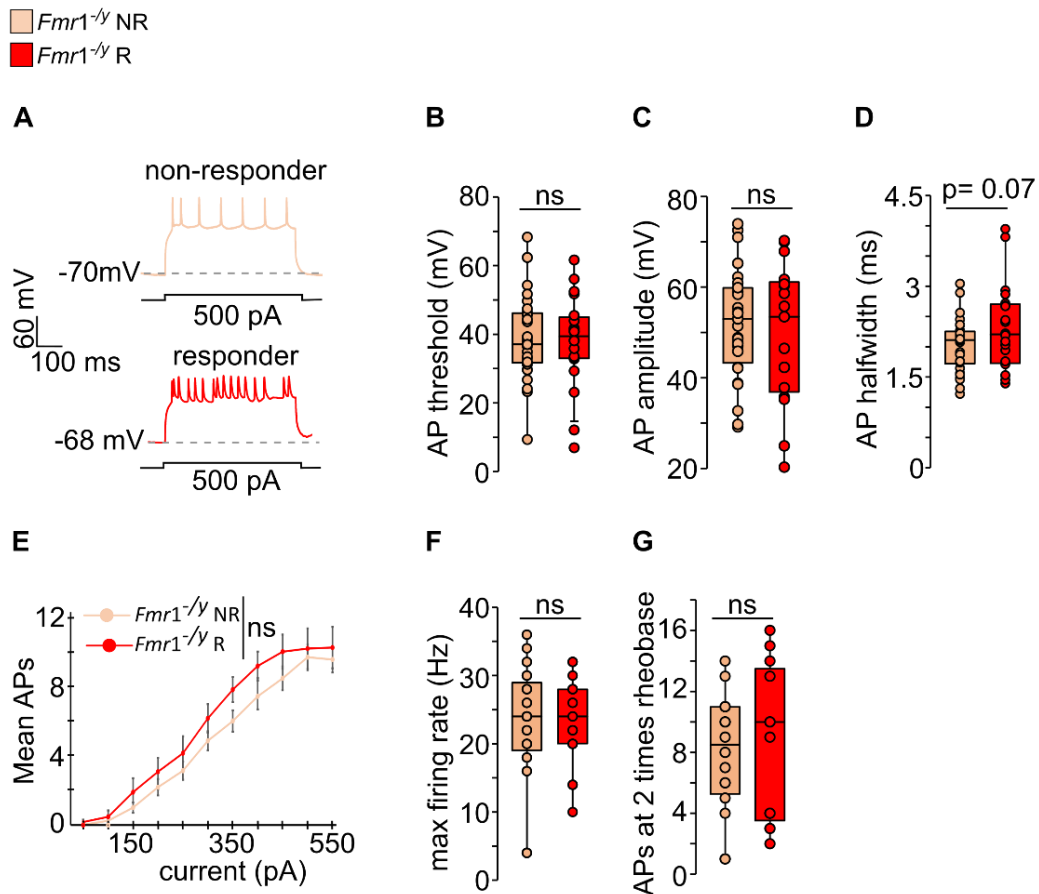 Fmr1-/y NR
Fmr1-/y R
A
non-responder
-70mV
500 pA
60 mV
100 ms
responder
-68 mV
500 pA
B
ns
80
60
40
20
0
AP threshold (mV)
C
ns
80
60
40
20
AP amplitude (mV)
D
p= 0.07
4.5
3
1.5
0
AP halfwidth (ms)
E
Fmr1-/y NR
Fmr1-/y R
ns
12
8
4
0
Mean APs
150 350 550
current (pA)
F
ns
40
30
20
10
0
max firing rate (Hz)
G
ns
16
12
8
4
0
APs at 2 times rheobase